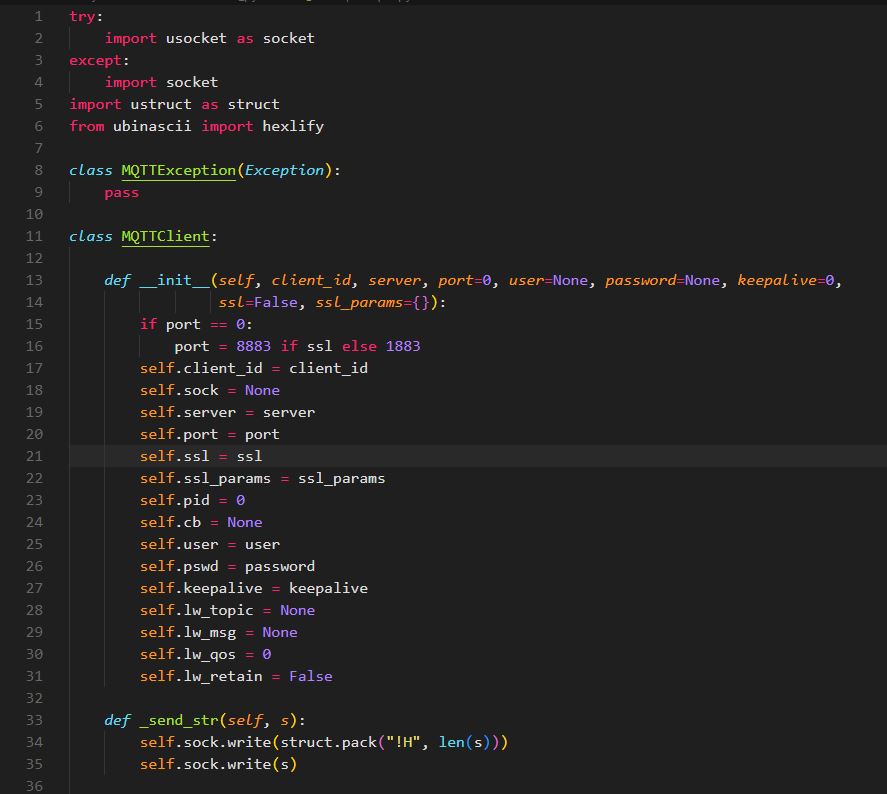 1 try:
2     import usocket as socket
3 except:
4     import socket
5 import ustruct as struct
6 from ubinascii import hexlify
7
8 class MQTTException(Exception):
9     pass
10
11 class MQTTClient:
12
13     def __init__(self, client_id, server, port=0, user=None, password=None, keepalive=0,
14                  ssl=False, ssl_params={}):
15         if port == 0:
16             port = 8883 if ssl else 1883
17         self.client_id = client_id
18         self.sock = None
19         self.server = server
20         self.port = port
21         self.ssl = ssl
22         self.ssl_params = ssl_params
23         self.pid = 0
24         self.cb = None
25         self.user = user
26         self.pswd = password
27         self.keepalive = keepalive
28         self.lw_topic = None
29         self.lw_msg = None
30         self.lw_qos = 0
31         self.lw_retain = False
32
33     def _send_str(self, s):
34         self.sock.write(struct.pack("!H", len(s)))
35         self.sock.write(s)
36